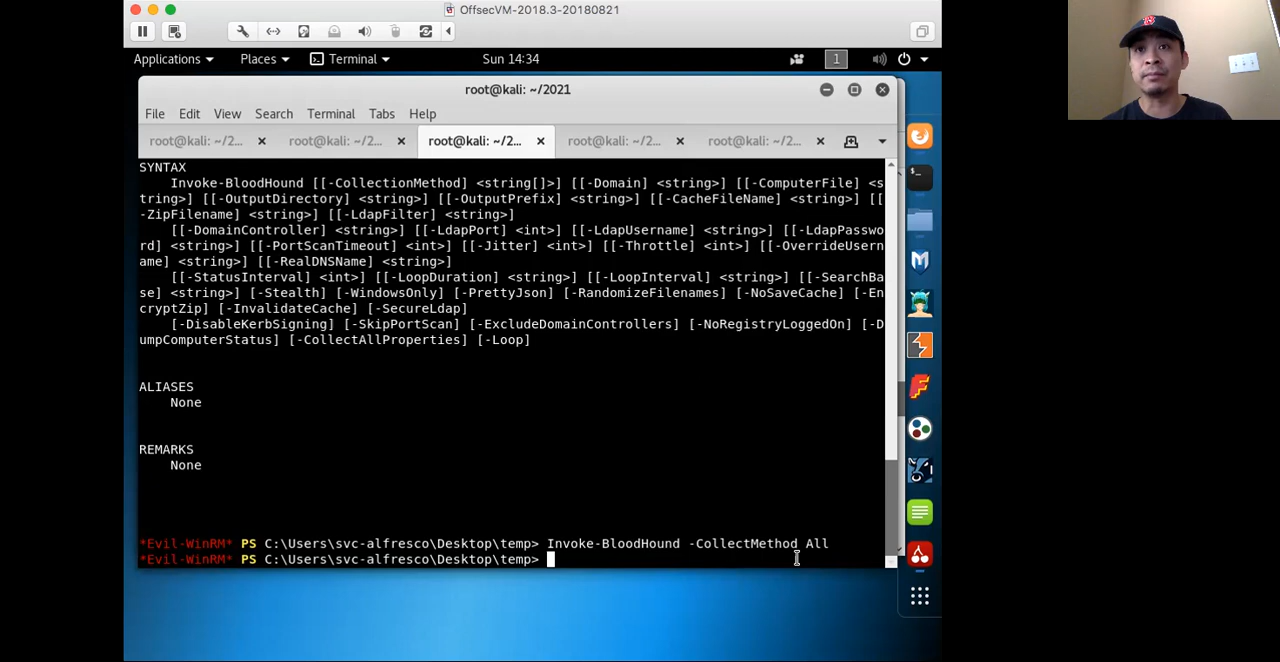 OffsecVM-2018.3-20180821
Applications Places Terminal Sun 14:34 1
root@kali: ~/2021
File Edit View Search Terminal Tabs Help
root@kali: ~/2... root@kali: ~/2... root@kali: ~/2... root@kali: ~/2... root@kali: ~/2...
SYNTAX
Invoke-BloodHound [[-CollectionMethod] <string[]>] [[-Domain] <string>] [[-ComputerFile] <s
tring>] [[-OutputDirectory] <string>] [[-OutputPrefix] <string>] [[-CacheFileName] <string>] [[
-ZipFilename] <string>] [[-LdapFilter] <string>]
[[-DomainController] <string>] [[-LdapPort] <int>] [[-LdapUsername] <string>] [[-LdapPasswo
rd] <string>] [[-PortScanTimeout] <int>] [[-Jitter] <int>] [[-Throttle] <int>] [[-OverrideUsern
ame] <string>] [[-RealDNSName] <string>]
[[-StatusInterval] <int>] [[-LoopDuration] <string>] [[-LoopInterval] <string>] [[-SearchBa
se] <string>] [-Stealth] [-WindowsOnly] [-PrettyJson] [-RandomizeFilenames] [-NoSaveCache] [-En
cryptZip] [-InvalidateCache] [-SecureLdap]
[-DisableKerbSigning] [-SkipPortScan] [-ExcludeDomainControllers] [-NoRegistryLoggedOn] [-D
umpComputerStatus] [-CollectAllProperties] [-Loop]
ALIASES
None
REMARKS
None
*Evil-WinRM* PS C:\Users\svc-alfresco\Desktop\temp> Invoke-BloodHound -CollectMethod All
*Evil-WinRM* PS C:\Users\svc-alfresco\Desktop\temp>